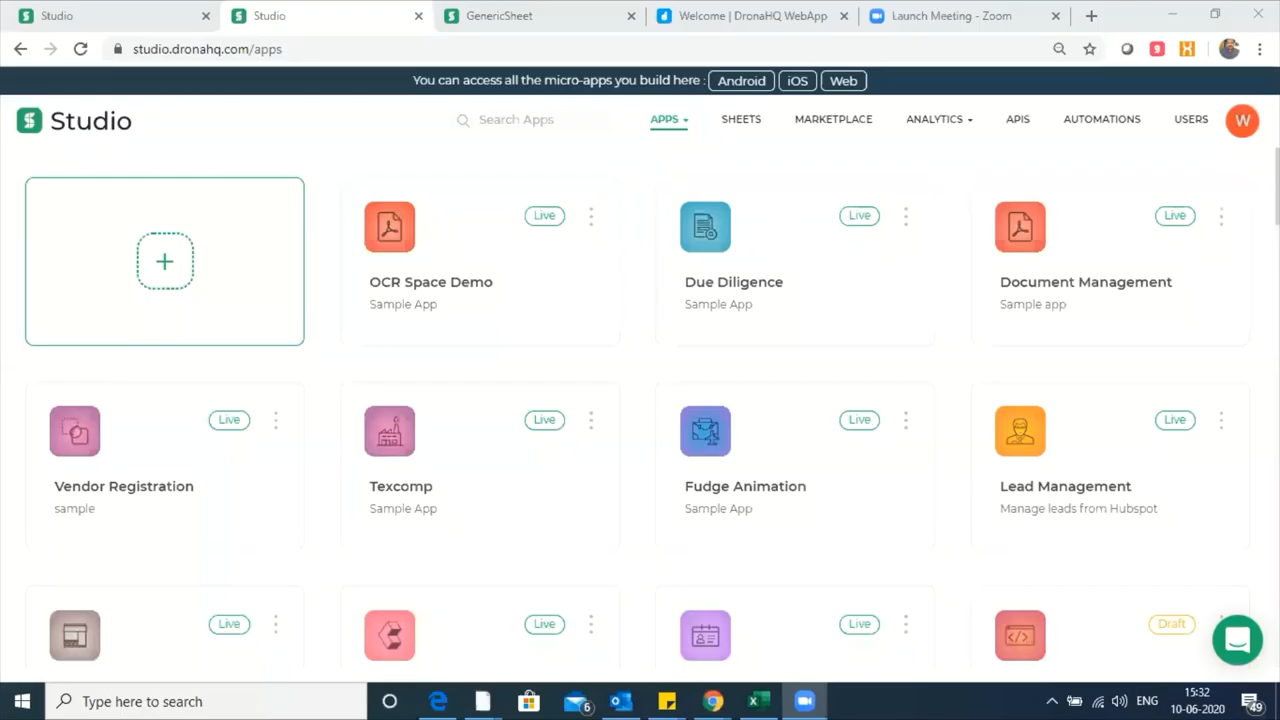 Studio
Studio
GenericSheet
Welcome | DronaHQ WebApp
Launch Meeting - Zoom
studio.dronahq.com/apps
You can access all the micro-apps you build here : Android iOS Web
Studio
Search Apps
APPS
SHEETS
MARKETPLACE
ANALYTICS
APIS
AUTOMATIONS
USERS
W
Live
OCR Space Demo
Sample App
Live
Due Diligence
Sample App
Live
Document Management
Sample app
Live
Vendor Registration
sample
Live
Texcomp
Sample App
Live
Fudge Animation
Sample App
Live
Lead Management
Manage leads from Hubspot
Live
Live
Live
Draft
Type here to search
6
ENG
15:32
10-06-2020
49